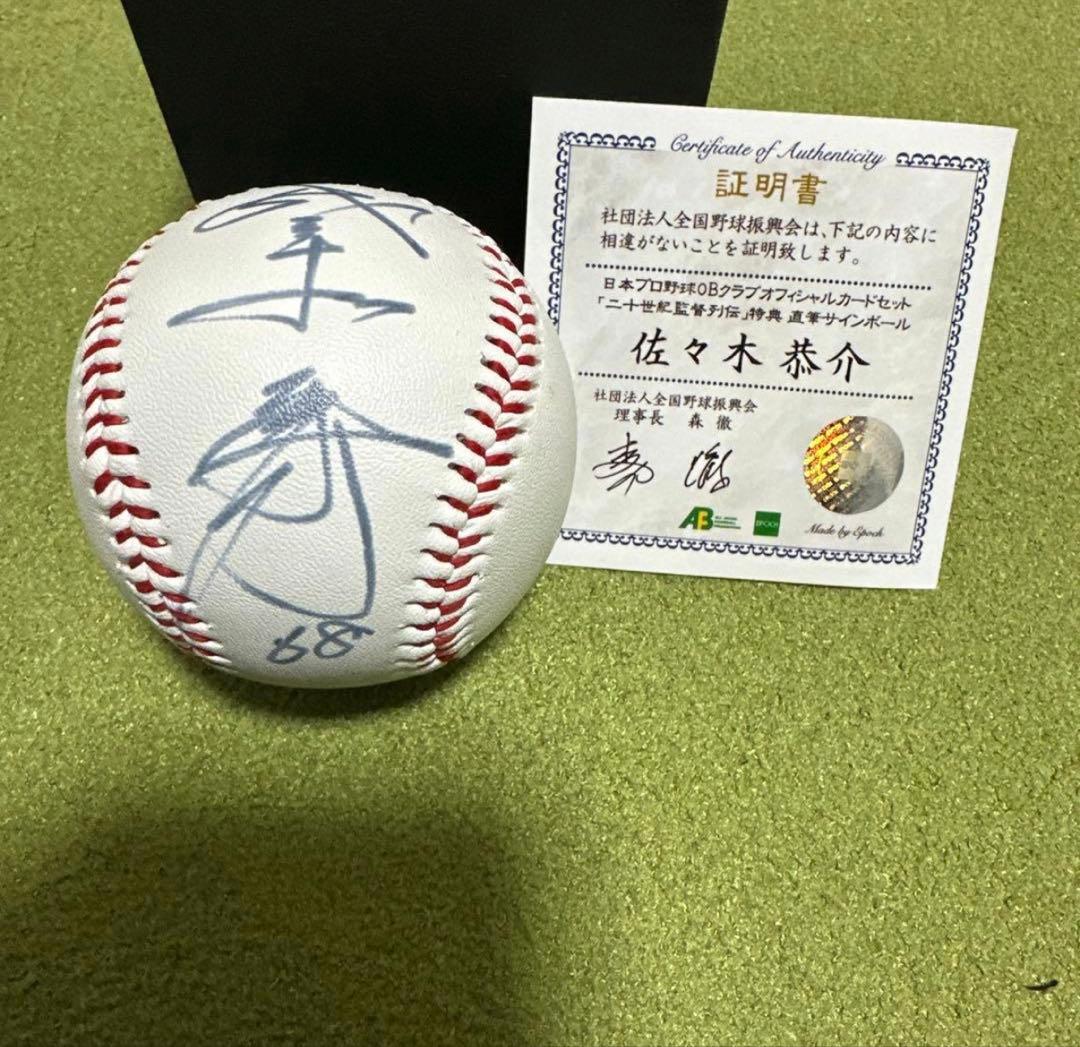 Certificate of Authenticity
証明書
社団法人全国野球振興会は、下記の内容に
相違がないことを証明致します。
日本プロ野球OBクラブオフィシャルカードセット
「二十世紀監督列伝」特典 直筆サインボール
佐々木 恭介
社団法人全国野球振興会
理事長 森 徹
森 徹
EPOCH
Made by Epoch
68